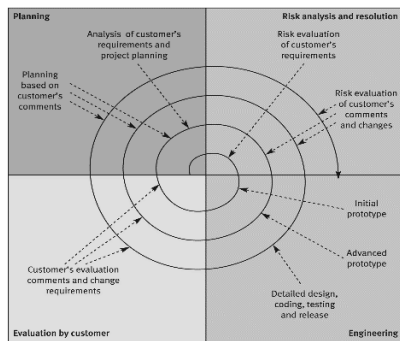 Planning
Risk analysis and resolution
Analysis of customer's
requirements and
project planning
Risk evaluation
of customer's
requirements
Planning
based on
customer's
comments
Risk evaluation
of customer's
comments
and changes
Initial
prototype
Advanced
prototype
Customer's evaluation
comments and change
requirements
Detailed design,
coding, testing
and release
Evaluation by customer
Engineering